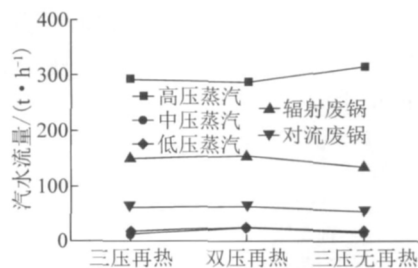 汽水流量/(t·h⁻¹)
400
300
200
100
0
高压蒸汽
中压蒸汽
低压蒸汽
辐射废锅
对流废锅
三压再热 双压再热 三压无再热